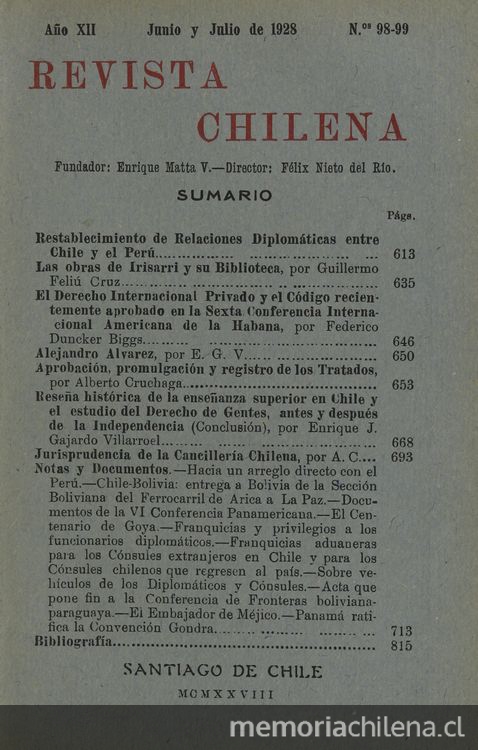 Año XII Junio y Julio de 1928 N.os 98-99
REVISTA
CHILENA
Fundador: Enrique Matta V.—Director: Félix Nieto del Río.
SUMARIO
Págs.
Restablecimiento de Relaciones Diplomáticas entre
Chile y el Perú.................................. 613
Las obras de Irisarri y su Biblioteca, por Guillermo
Feliú Cruz.................................. 635
El Derecho Internacional Privado y el Código recien-
temente aprobado en la Sexta Conferencia Interna-
cional Americana de la Habana, por Federico
Duncker Biggs.................................. 646
Alejandro Alvarez, por E. G. V.................................. 650
Aprobación, promulgación y registro de los Tratados,
por Alberto Cruchaga.................................. 653
Reseña histórica de la enseñanza superior en Chile y
el estudio del Derecho de Gentes, antes y después
de la Independencia (Conclusión), por Enrique J.
Gajardo Villarroel.................................. 668
Jurisprudencia de la Cancillería Chilena, por A. C.... 693
Notas y Documentos.—Hacia un arreglo directo con el
Perú.—Chile-Bolivia: entrega a Bolivia de la Sección
Boliviana del Ferrocarril de Arica a La Paz.—Docu-
mentos de la VI Conferencia Panamericana.—El Cen-
tenario de Goya.—Franquicias y privilegios a los
funcionarios diplomáticos.—Franquicias aduaneras
para los Cónsules extranjeros en Chile y para los
Cónsules chilenos que regresen al país.—Sobre ve-
hículos de los Diplomáticos y Cónsules.—Acta que
pone fin a la Conferencia de Fronteras boliviana-
paraguaya.—El Embajador de Méjico.—Panamá rati-
fica la Convención Gondra.................................. 713
Bibliografía.................................. 815
SANTIAGO DE CHILE
MCMXXVIII
memoriachilena.cl